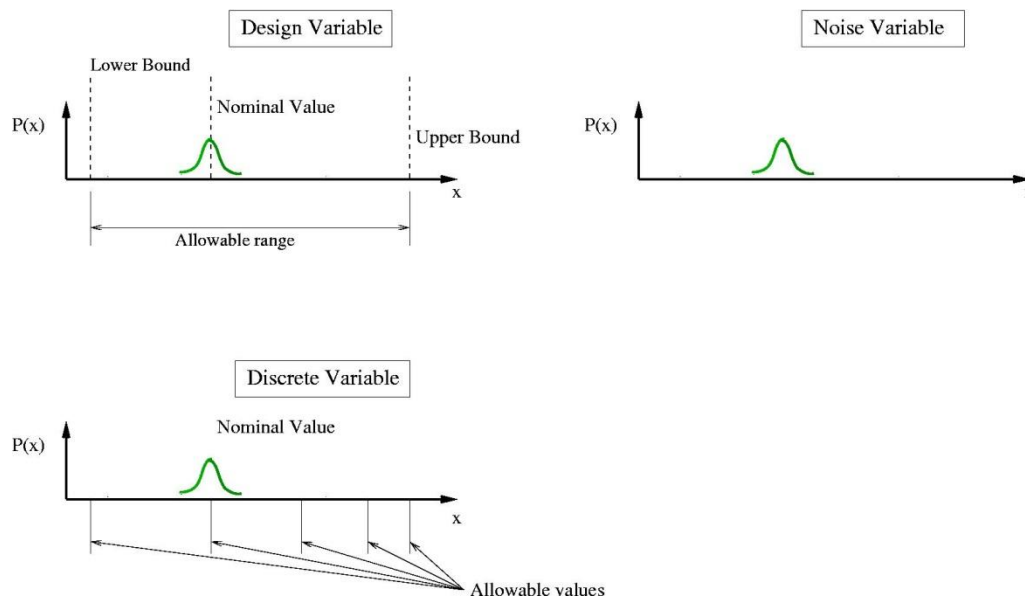 Design Variable
Noise Variable
Lower Bound
Nominal Value
P(x)
P(x)
Upper Bound
x
Allowable range
Discrete Variable
Nominal Value
P(x)
x
Allowable values